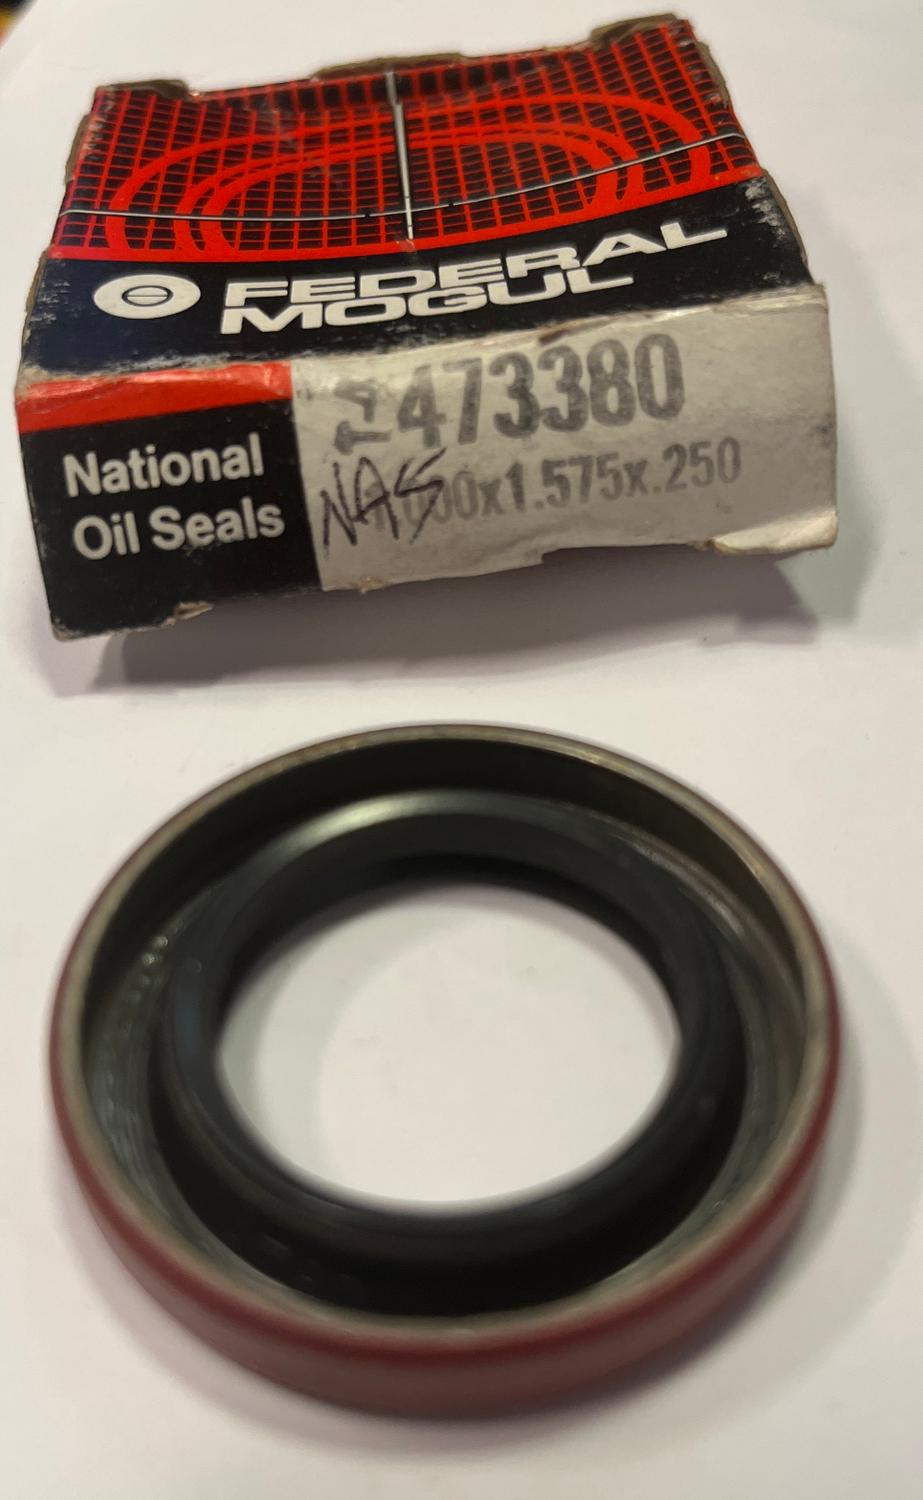 FEDERAL
MOGUL
National
Oil Seals
473380
NAS
x1.575x.250